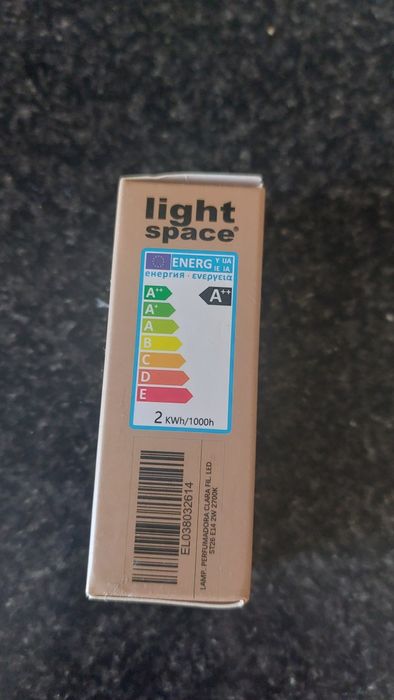 light
space®
ENERG Y IJA
IE IA
енергия · ενεργεια
A++ A++
A+
A
B
C
D
E
2 KWh/1000h
EL038032614
LAMP. PERFUMADORA CLARA FIL. LED
ST26 E14 2W 2700K